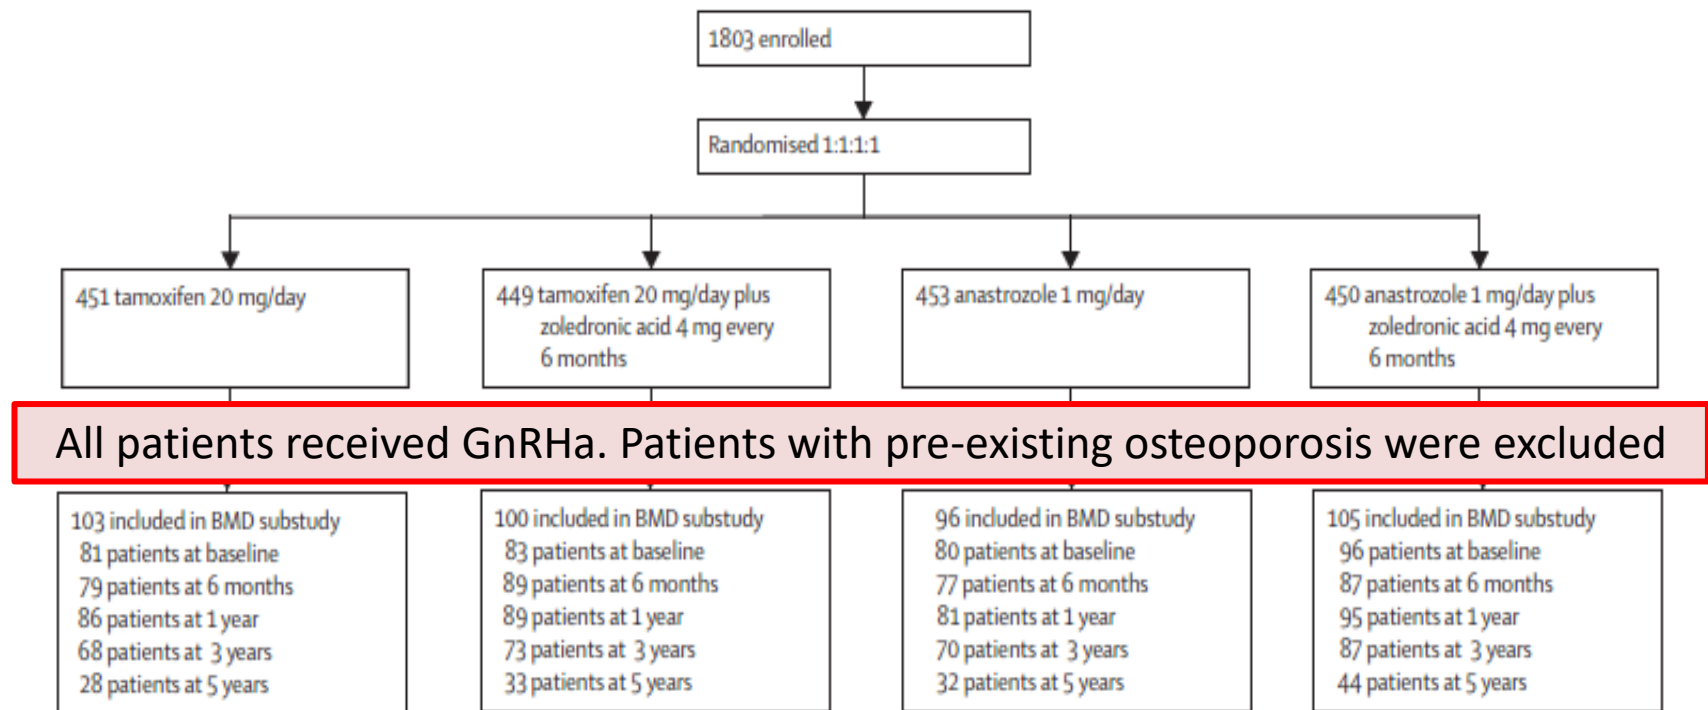 1803 enrolled
Randomised 1:1:1:1
451 tamoxifen 20 mg/day
449 tamoxifen 20 mg/day plus
zoledronic acid 4 mg every
6 months
453 anastrozole 1 mg/day
450 anastrozole 1 mg/day plus
zoledronic acid 4 mg every
6 months
All patients received GnRHa. Patients with pre-existing osteoporosis were excluded
103 included in BMD substudy
81 patients at baseline
79 patients at 6 months
86 patients at 1 year
68 patients at 3 years
28 patients at 5 years
100 included in BMD substudy
83 patients at baseline
89 patients at 6 months
89 patients at 1 year
73 patients at 3 years
33 patients at 5 years
96 included in BMD substudy
80 patients at baseline
77 patients at 6 months
81 patients at 1 year
70 patients at 3 years
32 patients at 5 years
105 included in BMD substudy
96 patients at baseline
87 patients at 6 months
95 patients at 1 year
87 patients at 3 years
44 patients at 5 years